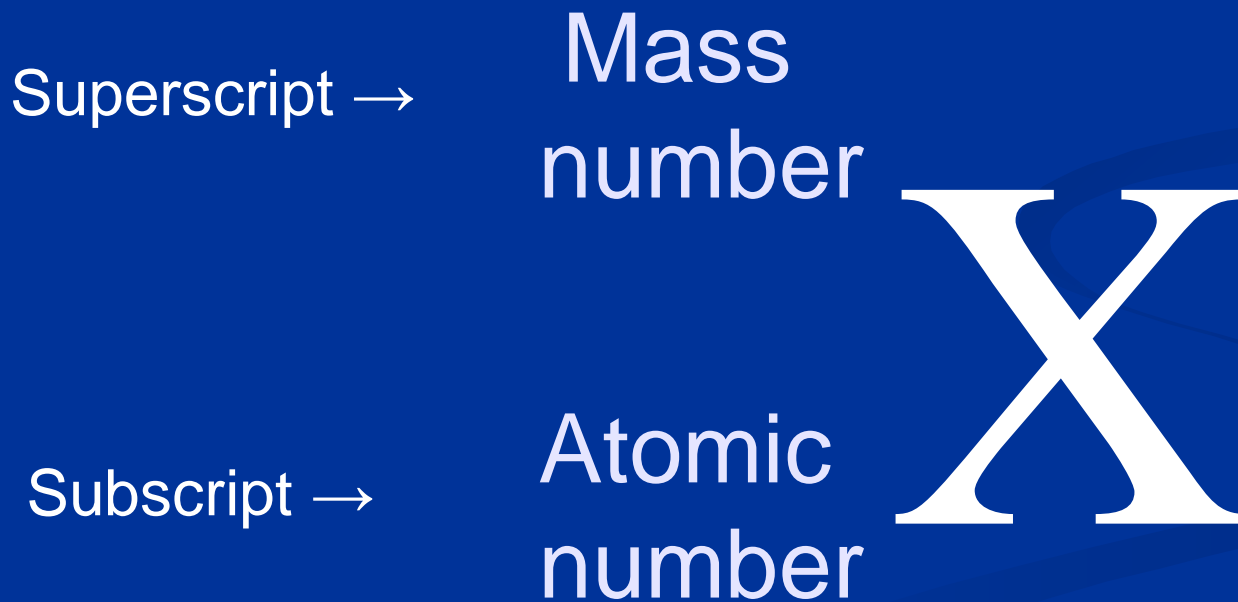 Mass
Superscript →
number
X
Atomic
Subscript →
number